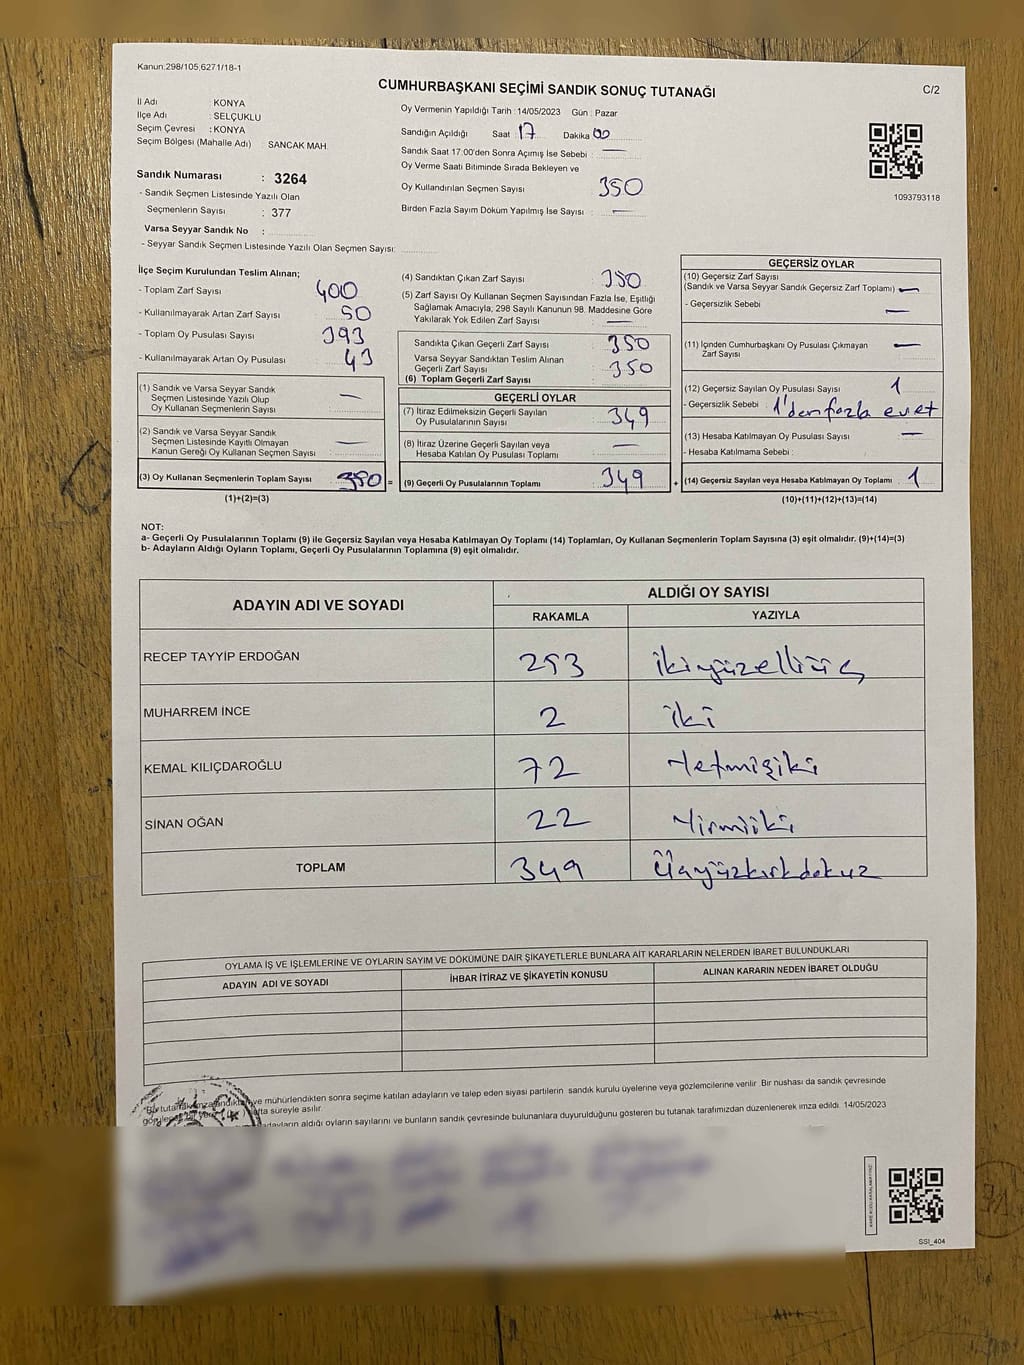 Kanun:298/105,6271/18-1
CUMHURBAŞKANI SEÇİMİ SANDIK SONUÇ TUTANAĞI
C/2
İl Adı : KONYA
İlçe Adı : SELÇUKLU
Seçim Çevresi : KONYA
Seçim Bölgesi (Mahalle Adı) SANCAK MAH.
Sandık Numarası : 3264
- Sandık Seçmen Listesinde Yazılı Olan
Seçmenlerin Sayısı : 377
Varsa Seyyar Sandık No :
- Seyyar Sandık Seçmen Listesinde Yazılı Olan Seçmen Sayısı:
Oy Vermenin Yapıldığı Tarih :14/05/2023 Gün : Pazar
Sandığın Açıldığı Saat : 17 Dakika 00
Sandık Saat 17:00'den Sonra Açımış İse Sebebi : —
Oy Verme Saati Bitiminde Sırada Bekleyen ve
Oy Kullandırılan Seçmen Sayısı 350
Birden Fazla Sayım Döküm Yapılmış İse Sayısı : —
1093793118
İlçe Seçim Kurulundan Teslim Alınan;
- Toplam Zarf Sayısı : 400
- Kullanılmayarak Artan Zarf Sayısı : 50
- Toplam Oy Pusulası Sayısı : 393
- Kullanılmayarak Artan Oy Pusulası : 43
(1) Sandık ve Varsa Seyyar Sandık
Seçmen Listesinde Yazılı Olup
Oy Kullanan Seçmenlerin Sayısı : —
(2) Sandık ve Varsa Seyyar Sandık
Seçmen Listesinde Kayıtlı Olmayan
Kanun Gereği Oy Kullanan Seçmen Sayısı : —
(3) Oy Kullanan Seçmenlerin Toplam Sayısı : 350 =
(1)+(2)=(3)
(4) Sandıktan Çıkan Zarf Sayısı : 350
(5) Zarf Sayısı Oy Kullanan Seçmen Sayısından Fazla İse, Eşitliği
Sağlamak Amacıyla, 298 Sayılı Kanunun 98. Maddesine Göre
Yakılarak Yok Edilen Zarf Sayısı : —
Sandıkta Çıkan Geçerli Zarf Sayısı : 350
Varsa Seyyar Sandıktan Teslim Alınan
Geçerli Zarf Sayısı : 350
(6) Toplam Geçerli Zarf Sayısı
GEÇERLİ OYLAR
(7) İtiraz Edilmeksizin Geçerli Sayılan
Oy Pusulalarının Sayısı : 349
(8) İtiraz Üzerine Geçerli Sayılan veya
Hesaba Katılan Oy Pusulası Toplamı : —
(9) Geçerli Oy Pusulalarının Toplamı : 349 +
GEÇERSİZ OYLAR
(10) Geçersiz Zarf Sayısı
(Sandık ve Varsa Seyyar Sandık Geçersiz Zarf Toplamı) —
- Geçersizlik Sebebi —
(11) İçinden Cumhurbaşkanı Oy Pusulası Çıkmayan
Zarf Sayısı —
(12) Geçersiz Sayılan Oy Pusulası Sayısı 1
- Geçersizlik Sebebi : 1'den fazla evet
(13) Hesaba Katılmayan Oy Pusulası Sayısı —
- Hesaba Katılmama Sebebi :
(14) Geçersiz Sayılan veya Hesaba Katılmayan Oy Toplamı 1
(10)+(11)+(12)+(13)=(14)
NOT:
a- Geçerli Oy Pusulalarının Toplamı (9) ile Geçersiz Sayılan veya Hesaba Katılmayan Oy Toplamı (14) Toplamları, Oy Kullanan Seçmenlerin Toplam Sayısına (3) eşit olmalıdır. (9)+(14)=(3)
b- Adayların Aldığı Oyların Toplamı, Geçerli Oy Pusulalarının Toplamına (9) eşit olmalıdır.
ADAYIN ADI VE SOYADI
ALDIĞI OY SAYISI
RAKAMLA YAZIYLA
RECEP TAYYİP ERDOĞAN 253 ikiyüzelliüç
MUHARREM İNCE 2 iki
KEMAL KILIÇDAROĞLU 72 Yetmişiki
SİNAN OĞAN 22 Yirmiiki
TOPLAM 349 Üçyüzkırkdokuz
OYLAMA İŞ VE İŞLEMLERİNE VE OYLARIN SAYIM VE DÖKÜMÜNE DAİR ŞİKAYETLERLE BUNLARA AİT KARARLARIN NELERDEN İBARET BULUNDUKLARI
ADAYIN ADI VE SOYADI İHBAR İTİRAZ VE ŞİKAYETİN KONUSU ALINAN KARARIN NEDEN İBARET OLDUĞU
mühürlendikten sonra seçime katılan adayların ve talep eden siyasi partilerin sandık kurulu üyelerine veya gözlemcilerine verilir. Bir nushası da sandık çevresinde
süreyle asılır.
aldığı oyların sayılarını ve bunların sandık çevresinde bulunanlara duyurulduğunu gösteren bu tutanak tarafımızdan düzenlenerek imza edildi. 14/05/2023
SSI_404